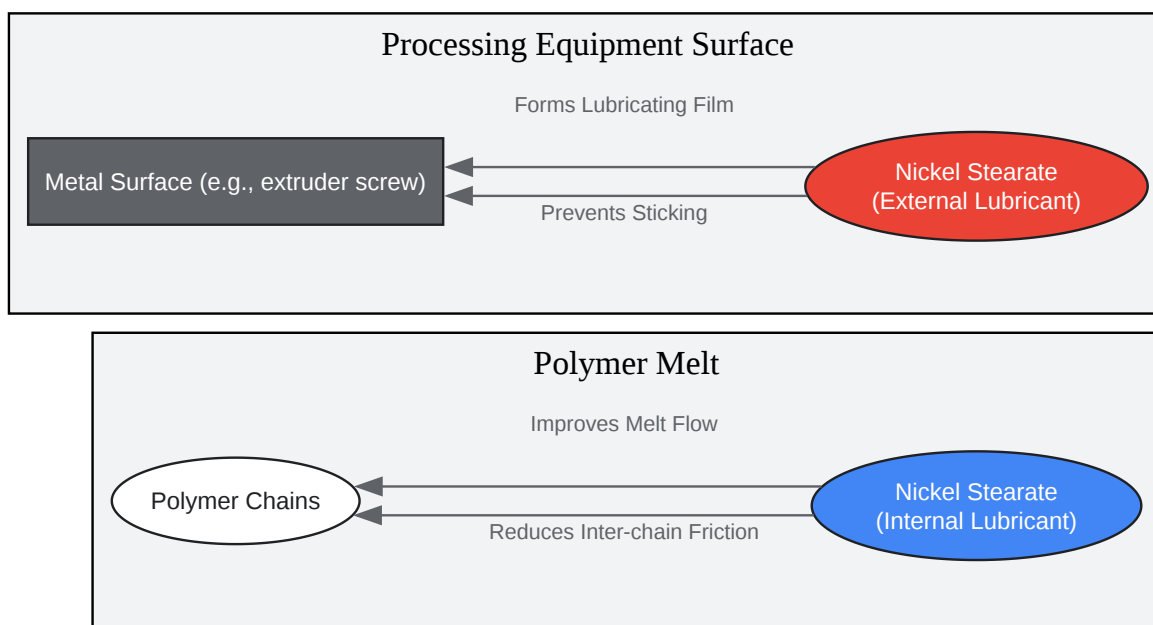 Processing Equipment Surface
Forms Lubricating Film
Metal Surface (e.g., extruder screw)
Nickel Stearate
(External Lubricant)
Prevents Sticking
Polymer Melt
Improves Melt Flow
Polymer Chains
Nickel Stearate
(Internal Lubricant)
Reduces Inter-chain Friction